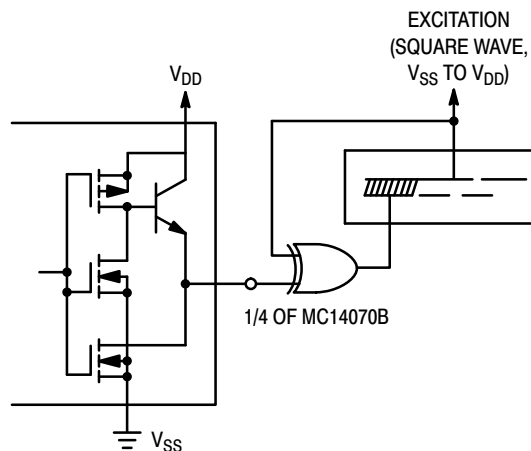 EXCITATION
(SQUARE WAVE,
VSS TO VDD)
VDD
1/4 OF MC14070B
VSS